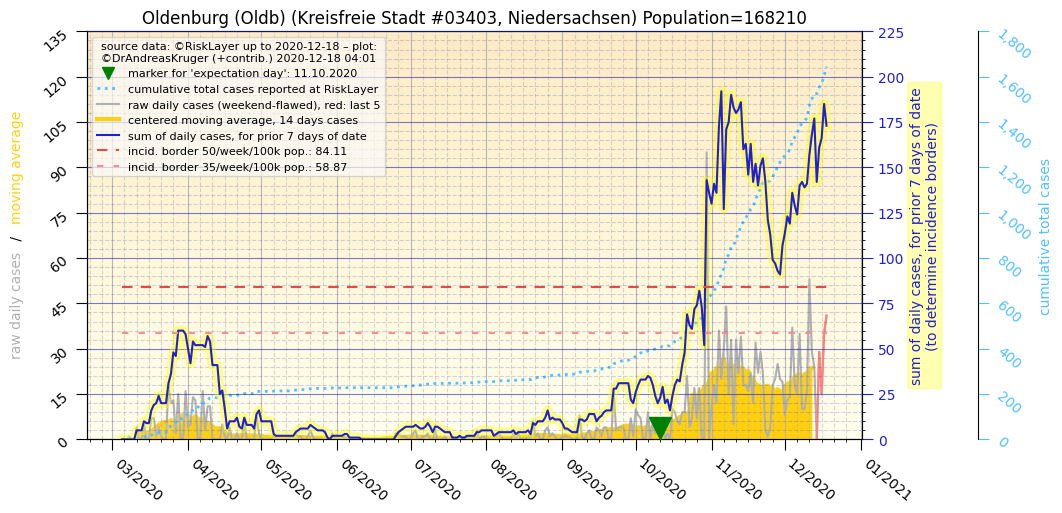 Oldenburg (Oldb) (Kreisfreie Stadt #03403, Niedersachsen) Population=168210
source data: ©RiskLayer up to 2020-12-18 – plot:
©DrAndreasKruger (+contrib.) 2020-12-18 04:01
marker for 'expectation day': 11.10.2020
cumulative total cases reported at RiskLayer
raw daily cases (weekend-flawed), red: last 5
centered moving average, 14 days cases
sum of daily cases, for prior 7 days of date
incid. border 50/week/100k pop.: 84.11
incid. border 35/week/100k pop.: 58.87
raw daily cases / moving average
135
120
105
90
75
60
45
30
15
0
03/2020
04/2020
05/2020
06/2020
07/2020
08/2020
09/2020
10/2020
11/2020
12/2020
01/2021
225
200
175
150
125
100
75
50
25
0
sum of daily cases, for prior 7 days of date
(to determine incidence borders)
1,800
1,600
1,400
1,200
1,000
800
600
400
200
0
cumulative total cases